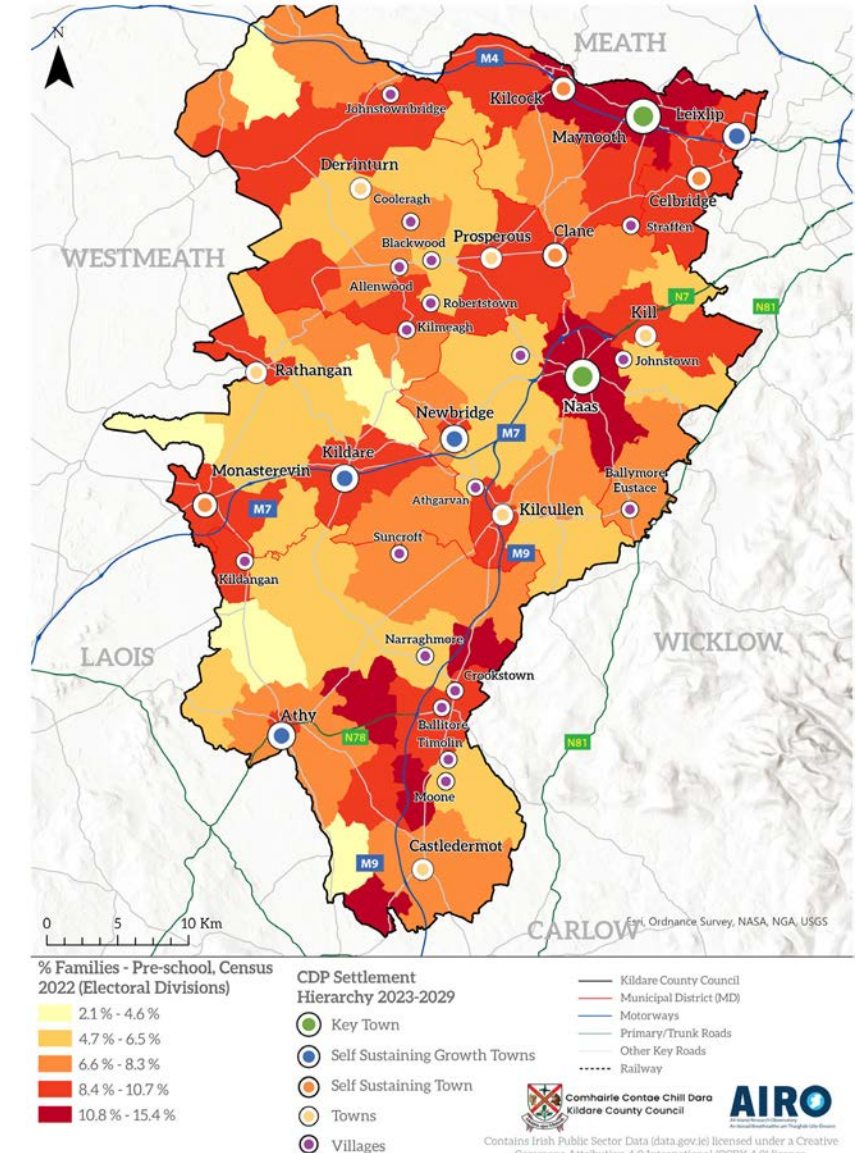 N
MEATH
M4
Kilcock
Johnstownbridge
Maynooth
Leixlip
Derrinturn
Cooleragh
Celbridge
Straffen
WESTMEATH
Blackwood
Prosperous
Clane
Allenwood
N7
N81
Robertstown
Kill
Kilmeagh
Johnstown
Rathangan
Naas
Newbridge
M7
Kildare
Monasterevin
Ballymore
Eustace
Athgarvan
M7
Kilcullen
Suncroft
M9
Kildangan
LAOIS
Narraghmore
WICKLOW
Crookstown
Athy
Ballitore
N78
Timolin
N81
Moone
Castledermot
M9
0 5 10 Km
CARLOW
Esri, Ordnance Survey, NASA, NGA, USGS
% Families - Pre-school, Census
2022 (Electoral Divisions)
2.1 % - 4.6 %
4.7 % - 6.5 %
6.6 % - 8.3 %
8.4 % - 10.7 %
10.8 % - 15.4 %
CDP Settlement
Hierarchy 2023-2029
Key Town
Self Sustaining Growth Towns
Self Sustaining Town
Towns
Villages
Kildare County Council
Municipal District (MD)
Motorways
Primary/Trunk Roads
Other Key Roads
Railway
Comhairle Contae Chill Dara
Kildare County Council
AIRO
Contains Irish Public Sector Data (data.gov.ie) licensed under a Creative